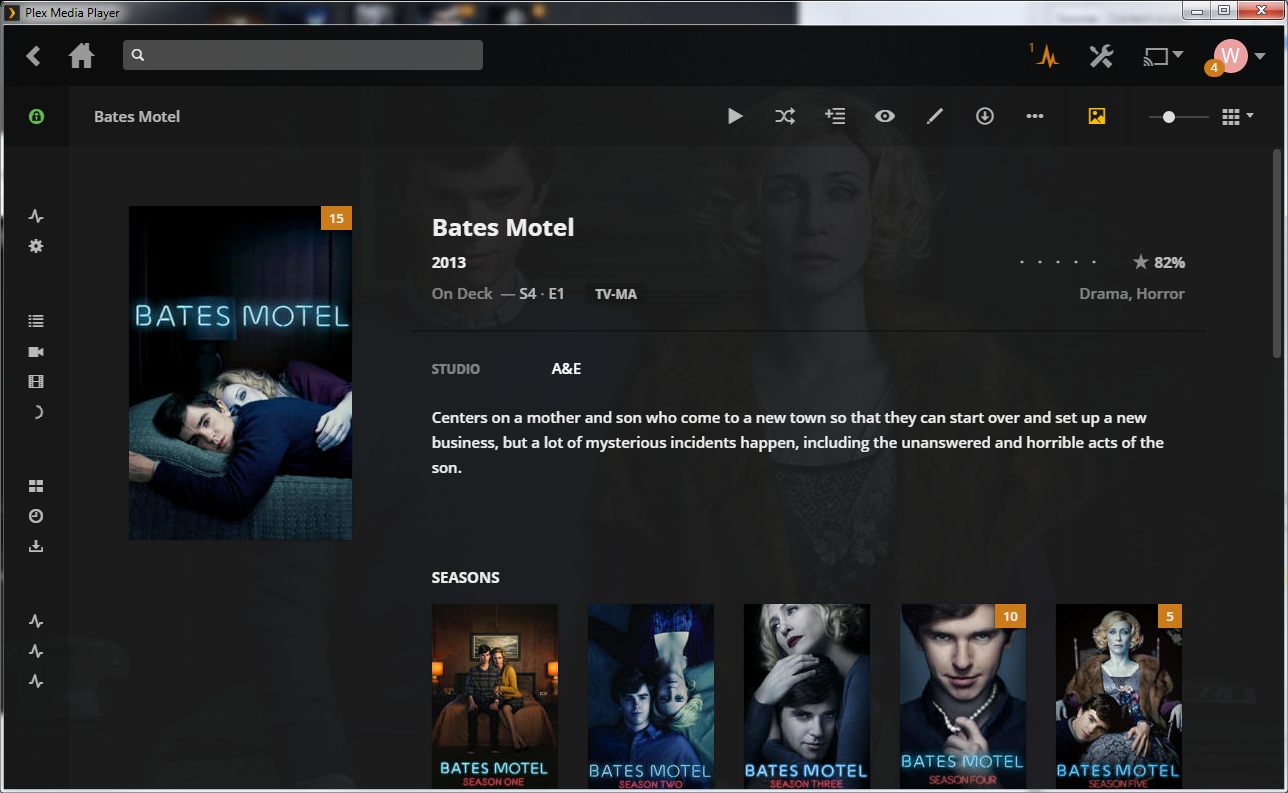 Plex Media Player
1
W
4
Bates Motel
15
BATES MOTEL
Bates Motel
2013
82%
On Deck — S4 · E1 TV-MA
Drama, Horror
STUDIO A&E
Centers on a mother and son who come to a new town so that they can start over and set up a new
business, but a lot of mysterious incidents happen, including the unanswered and horrible acts of the
son.
SEASONS
10
5
BATES MOTEL
SEASON ONE
BATES MOTEL
SEASON TWO
BATES MOTEL
SEASON THREE
BATES MOTEL
SEASON FOUR
BATES MOTEL
SEASON FIVE